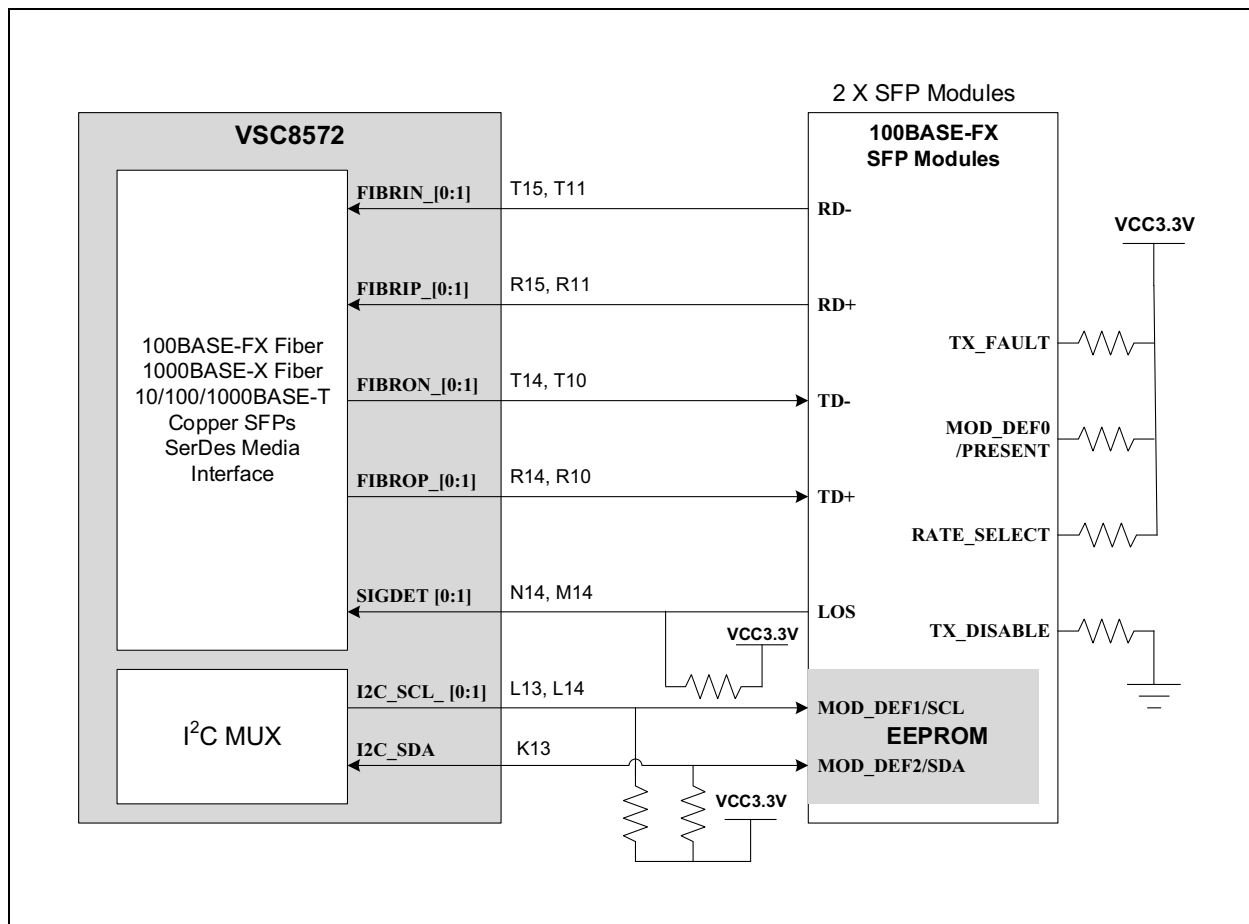 2 X SFP Modules
VSC8572
100BASE-FX
SFP Modules
FIBRIN_[0:1]
T15, T11
RD-
VCC3.3V
FIBRIP_[0:1]
R15, R11
RD+
100BASE-FX Fiber
1000BASE-X Fiber
10/100/1000BASE-T
Copper SFPs
SerDes Media
Interface
TX_FAULT
FIBRON_[0:1]
T14, T10
TD-
MOD_DEF0
/PRESENT
FIBROP_[0:1]
R14, R10
TD+
RATE_SELECT
SIGDET [0:1]
N14, M14
LOS
VCC3.3V
TX_DISABLE
I2C_SCL_ [0:1]
L13, L14
MOD_DEF1/SCL
I²C MUX
EEPROM
I2C_SDA
K13
MOD_DEF2/SDA
VCC3.3V